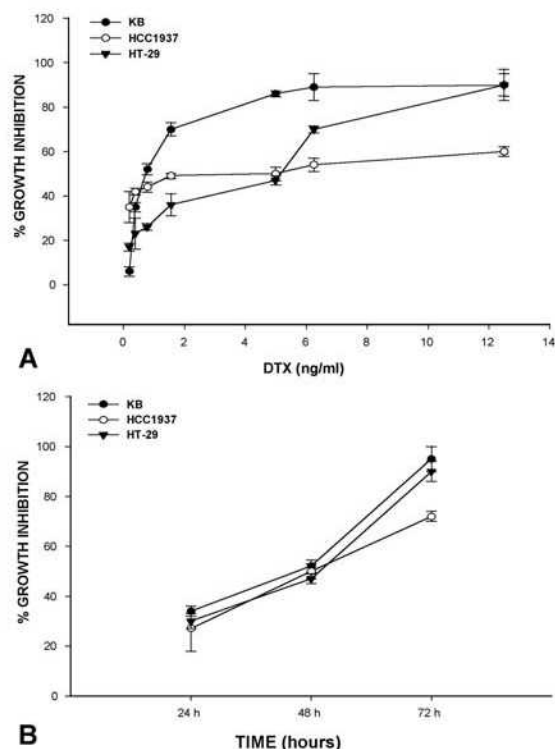 120
100
80
60
40
20
0
% GROWTH INHIBITION
KB
HCC1937
HT-29
0 2 4 6 8 10 12 14
DTX (ng/ml)
A
120
100
80
60
40
20
0
% GROWTH INHIBITION
KB
HCC1937
HT-29
24 h 48 h 72 h
TIME (hours)
B